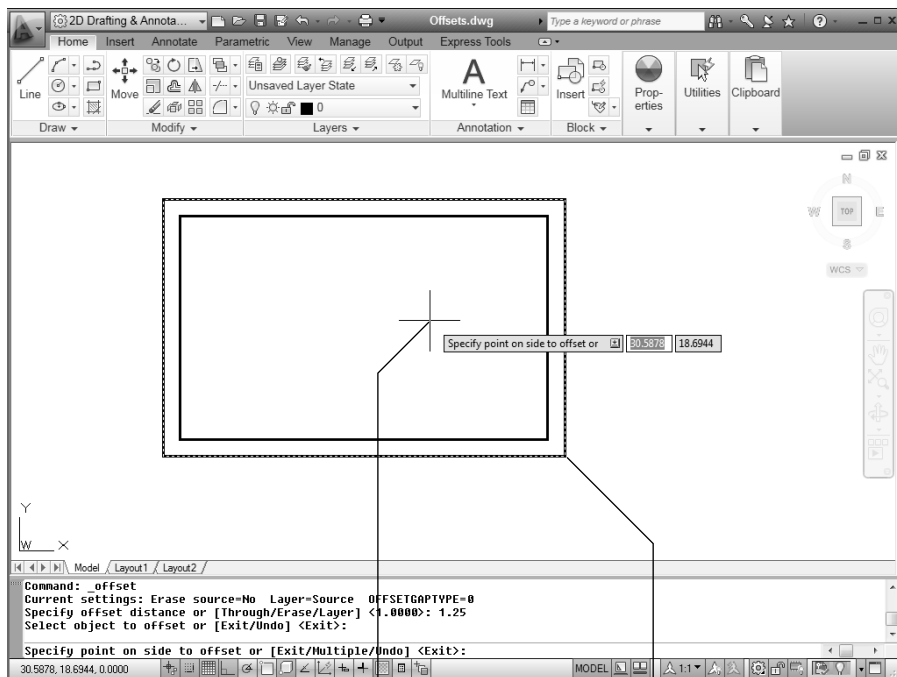 2D Drafting & Annota...
Offsets.dwg
Type a keyword or phrase
Home Insert Annotate Parametric View Manage Output Express Tools
Line
Move
Unsaved Layer State
0
A
Multiline Text
Insert
Prop-
erties
Utilities
Clipboard
Draw
Modify
Layers
Annotation
Block
N
W
TOP
E
S
WCS
Specify point on side to offset or 30.5878 18.6944
Y
W
X
Model Layout1 Layout2
Command: _offset
Current settings: Erase source=No Layer=Source OFFSETGAPTYPE=0
Specify offset distance or [Through/Erase/Layer] <1.0000>: 1.25
Select object to offset or [Exit/Undo] <Exit>:
Specify point on side to offset or [Exit/Multiple/Undo] <Exit>:
30.5878, 18.6944, 0.0000
MODEL
1:1